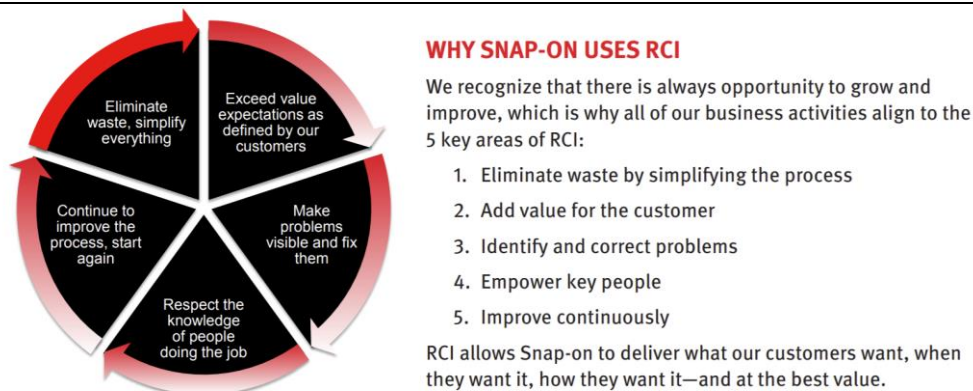 Eliminate
waste, simplify
everything
Exceed value
expectations as
defined by our
customers
Make
problems
visible and fix
them
Respect the
knowledge
of people
doing the job
Continue to
improve the
process, start
again
WHY SNAP-ON USES RCI
We recognize that there is always opportunity to grow and
improve, which is why all of our business activities align to the
5 key areas of RCI:
1. Eliminate waste by simplifying the process
2. Add value for the customer
3. Identify and correct problems
4. Empower key people
5. Improve continuously
RCI allows Snap-on to deliver what our customers want, when
they want it, how they want it—and at the best value.